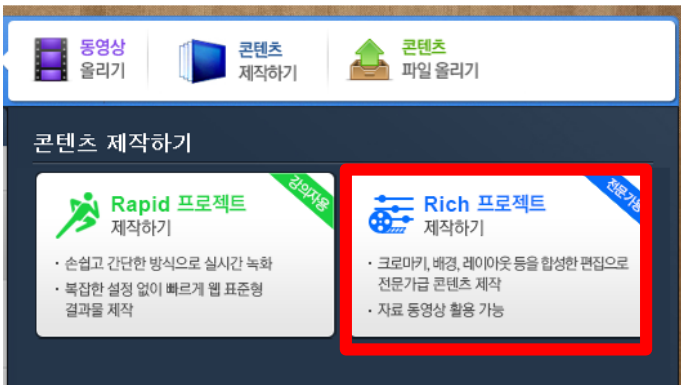 동영상
올리기
콘텐츠
제작하기
콘텐츠
파일 올리기
콘텐츠 제작하기
강의자용
Rapid 프로젝트
제작하기
· 손쉽고 간단한 방식으로 실시간 녹화
· 복잡한 설정 없이 빠르게 웹 표준형
결과물 제작
전문가용
Rich 프로젝트
제작하기
· 크로마키, 배경, 레이아웃 등을 합성한 편집으로
전문가급 콘텐츠 제작
· 자료 동영상 활용 가능